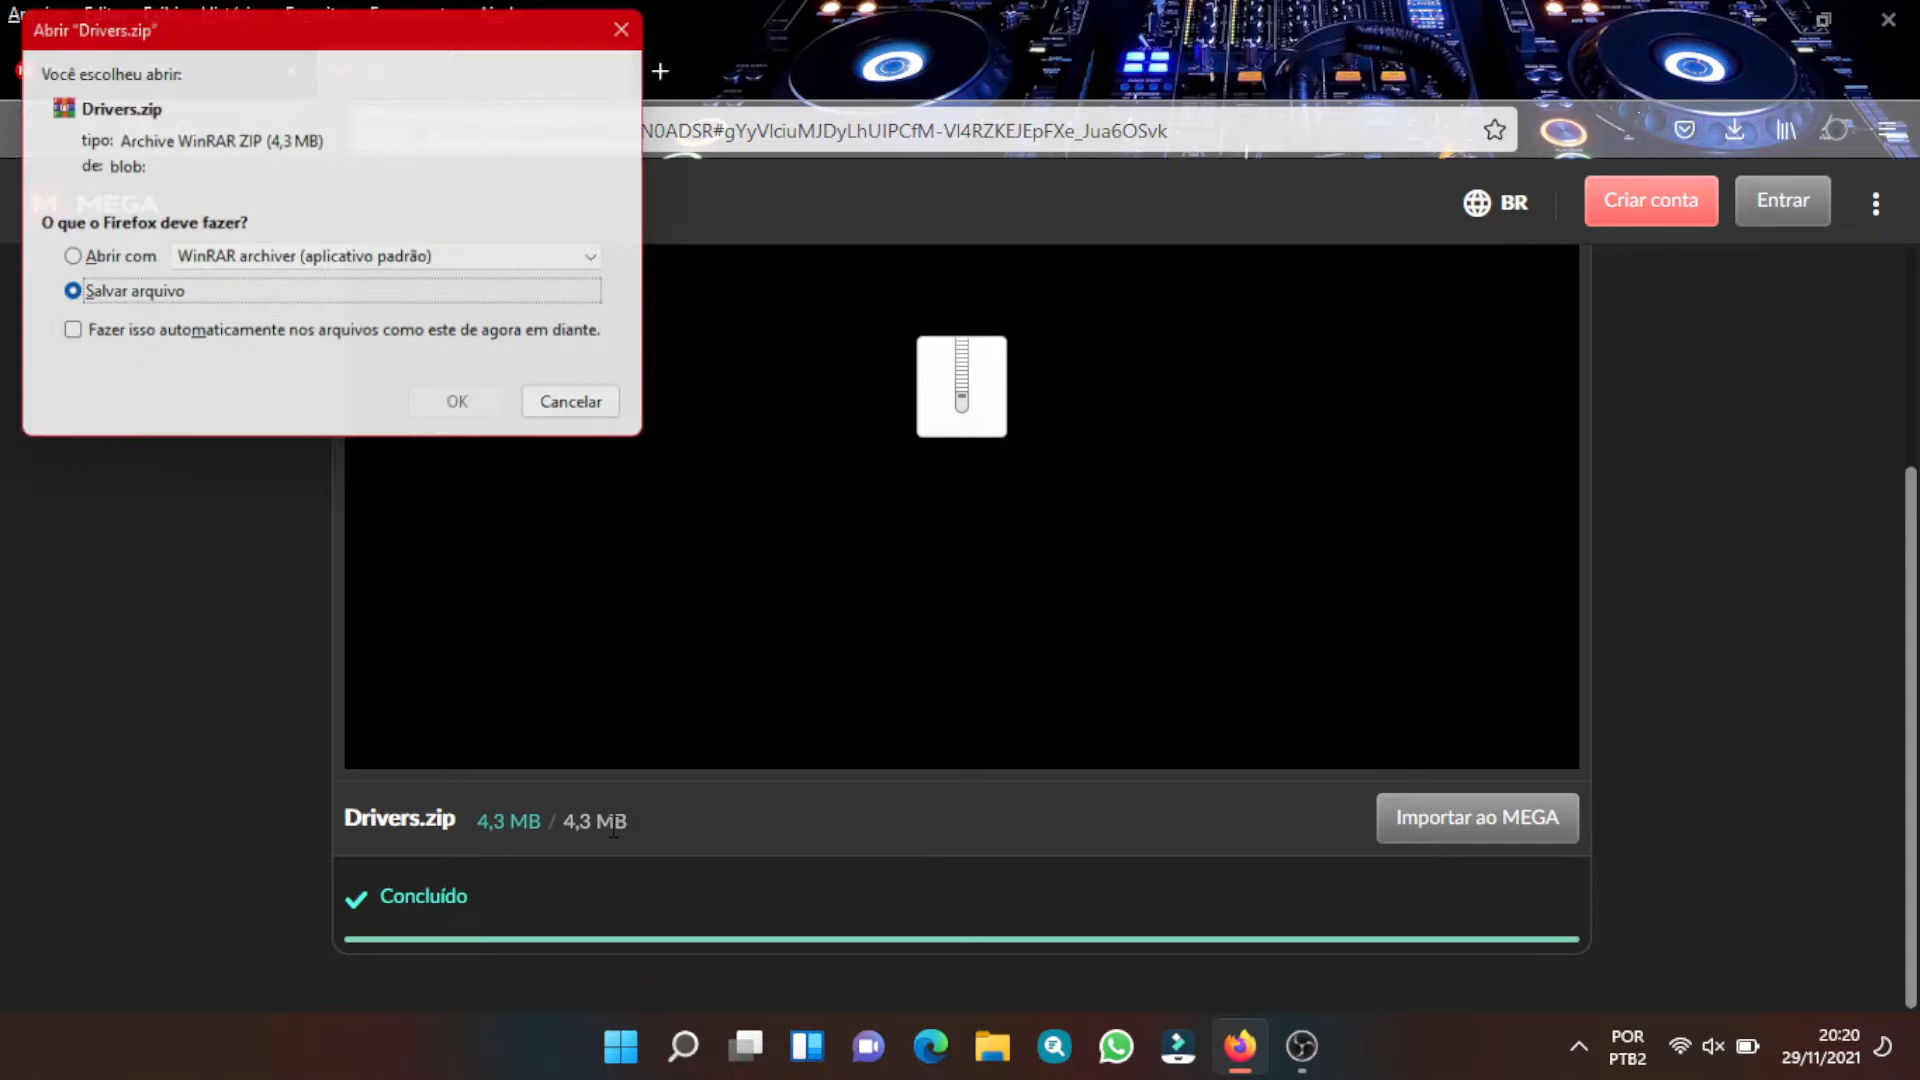 Abrir "Drivers.zip"
Você escolheu abrir:
Drivers.zip
tipo: Archive WinRAR ZIP (4,3 MB)
de: blob:
O que o Firefox deve fazer?
Abrir com WinRAR archiver (aplicativo padrão)
Salvar arquivo
Fazer isso automaticamente nos arquivos como este de agora em diante.
OK Cancelar
N0ADSR#gYyVlciuMJDyLhUIPCfM-Vl4RZKEJEpFXe_Jua6OSvk
MEGA
BR
Criar conta
Entrar
Drivers.zip 4,3 MB / 4,3 MB
Importar ao MEGA
Concluído
POR
PTB2
20:20
29/11/2021